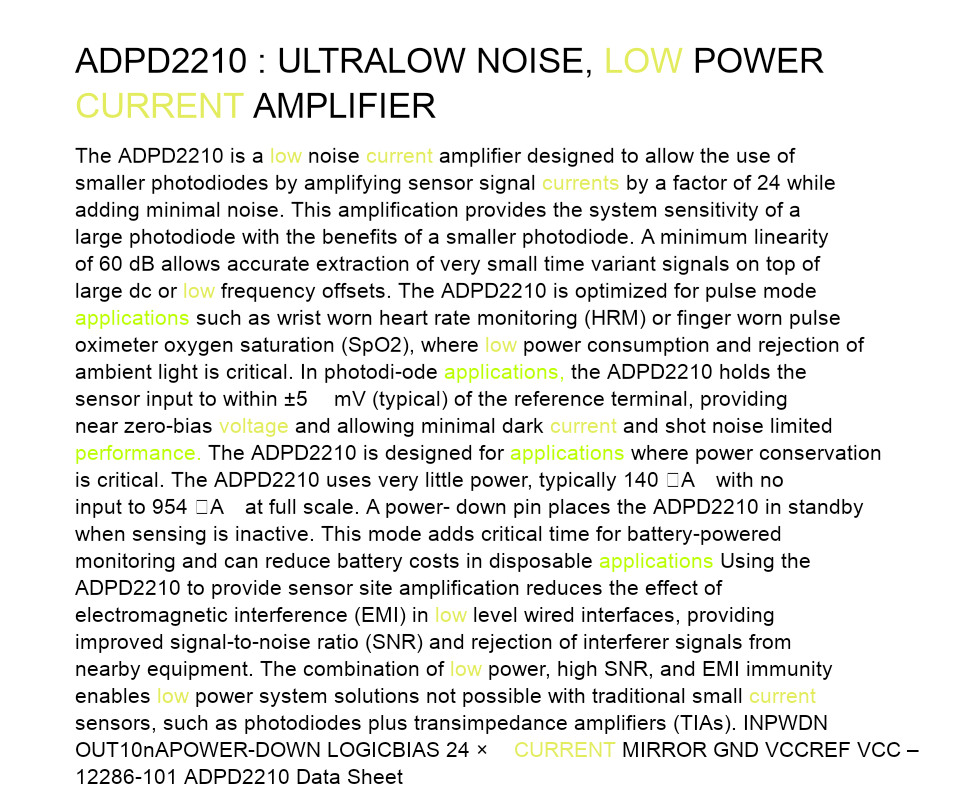 ADPD2210 : ULTRALOW NOISE, LOW POWER
CURRENT AMPLIFIER
The ADPD2210 is a low noise current amplifier designed to allow the use of
smaller photodiodes by amplifying sensor signal currents by a factor of 24 while
adding minimal noise. This amplification provides the system sensitivity of a
large photodiode with the benefits of a smaller photodiode. A minimum linearity
of 60 dB allows accurate extraction of very small time variant signals on top of
large dc or low frequency offsets. The ADPD2210 is optimized for pulse mode
applications such as wrist worn heart rate monitoring (HRM) or finger worn pulse
oximeter oxygen saturation (SpO2), where low power consumption and rejection of
ambient light is critical. In photodi-ode applications, the ADPD2210 holds the
sensor input to within ±5 mV (typical) of the reference terminal, providing
near zero-bias voltage and allowing minimal dark current and shot noise limited
performance. The ADPD2210 is designed for applications where power conservation
is critical. The ADPD2210 uses very little power, typically 140 □A with no
input to 954 □A at full scale. A power- down pin places the ADPD2210 in standby
when sensing is inactive. This mode adds critical time for battery-powered
monitoring and can reduce battery costs in disposable applications Using the
ADPD2210 to provide sensor site amplification reduces the effect of
electromagnetic interference (EMI) in low level wired interfaces, providing
improved signal-to-noise ratio (SNR) and rejection of interferer signals from
nearby equipment. The combination of low power, high SNR, and EMI immunity
enables low power system solutions not possible with traditional small current
sensors, such as photodiodes plus transimpedance amplifiers (TIAs). INPWDN
OUT10nAPOWER-DOWN LOGICBIAS 24 × CURRENT MIRROR GND VCCREF VCC –
12286-101 ADPD2210 Data Sheet